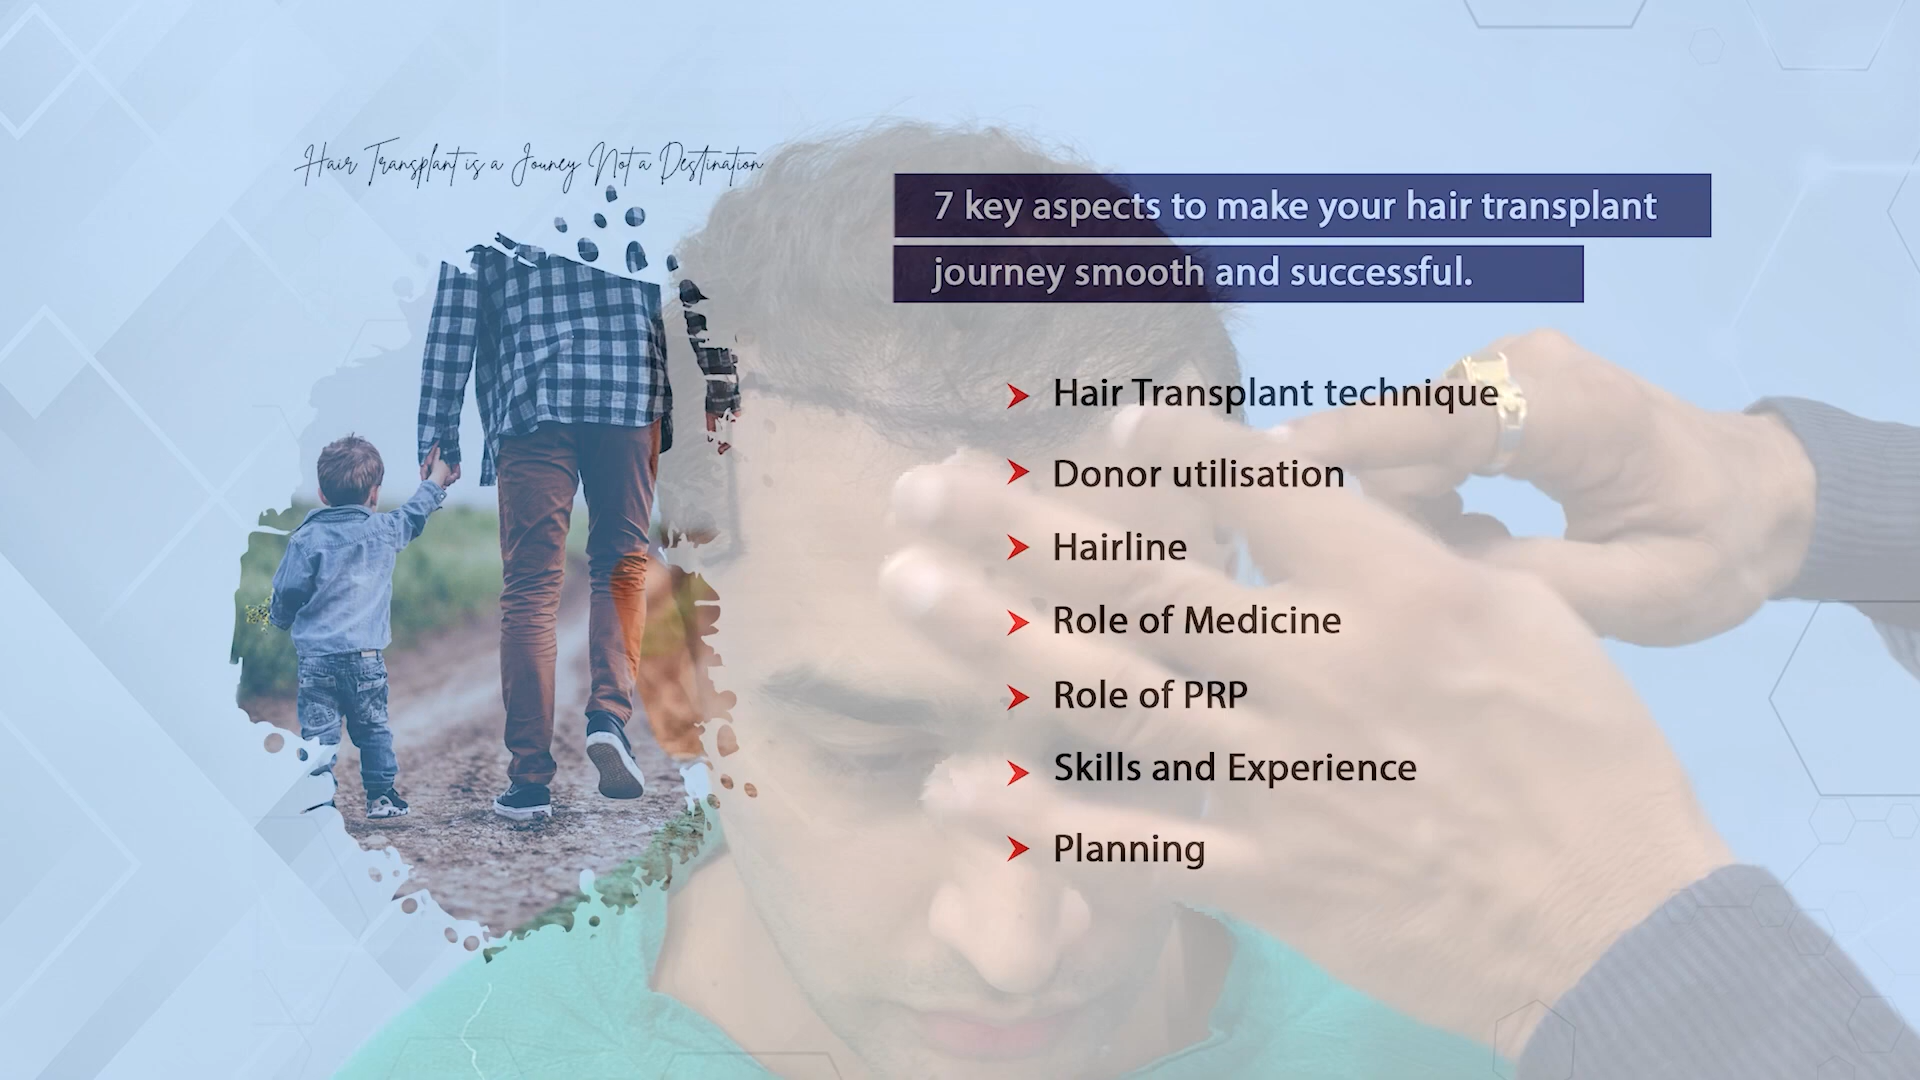 Hair Transplant is a Jouney Not a Destination
7 key aspects to make your hair transplant
journey smooth and successful.
Hair Transplant technique
Donor utilisation
Hairline
Role of Medicine
Role of PRP
Skills and Experience
Planning